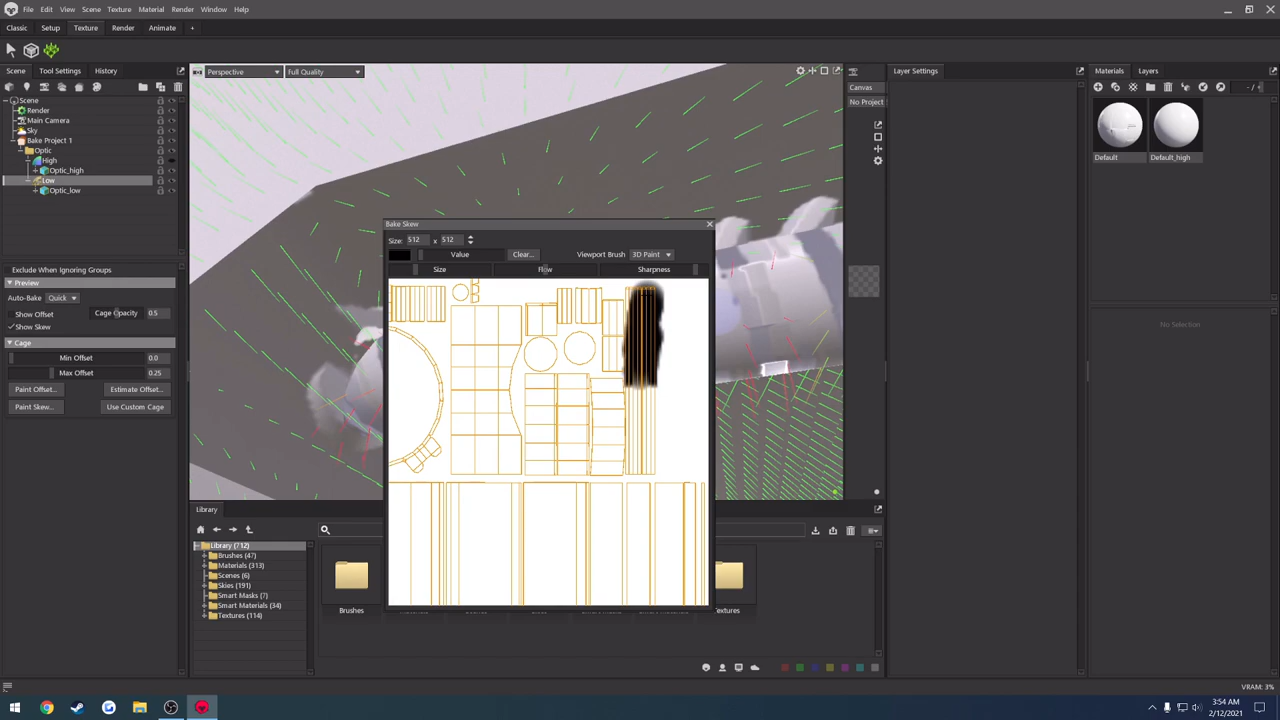 File Edit View Scene Texture Material Render Window Help
Classic Setup Texture Render Animate +
Scene Tool Settings History
Perspective Full Quality
Canvas
No Project
Layer Settings
Materials Layers
- / -
Scene
Render
Main Camera
Sky
Bake Project 1
Optic
High
Optic_high
Low
Optic_low
Default
Default_high
Exclude When Ignoring Groups
Preview
Auto-Bake Quick Cage Opacity 0.5
Show Offset
Show Skew
Cage
Min Offset 0.0
Max Offset 0.25
Paint Offset... Estimate Offset...
Paint Skew... Use Custom Cage
Bake Skew
Size: 512 x 512
Value Clear... Viewport Brush 3D Paint
Size Flow Sharpness
No Selection
Library
Library (712)
Brushes (47)
Materials (313)
Scenes (6)
Skies (191)
Smart Masks (7)
Smart Materials (34)
Textures (114)
Brushes
Textures
VRAM: 3%
3:54 AM
2/12/2021